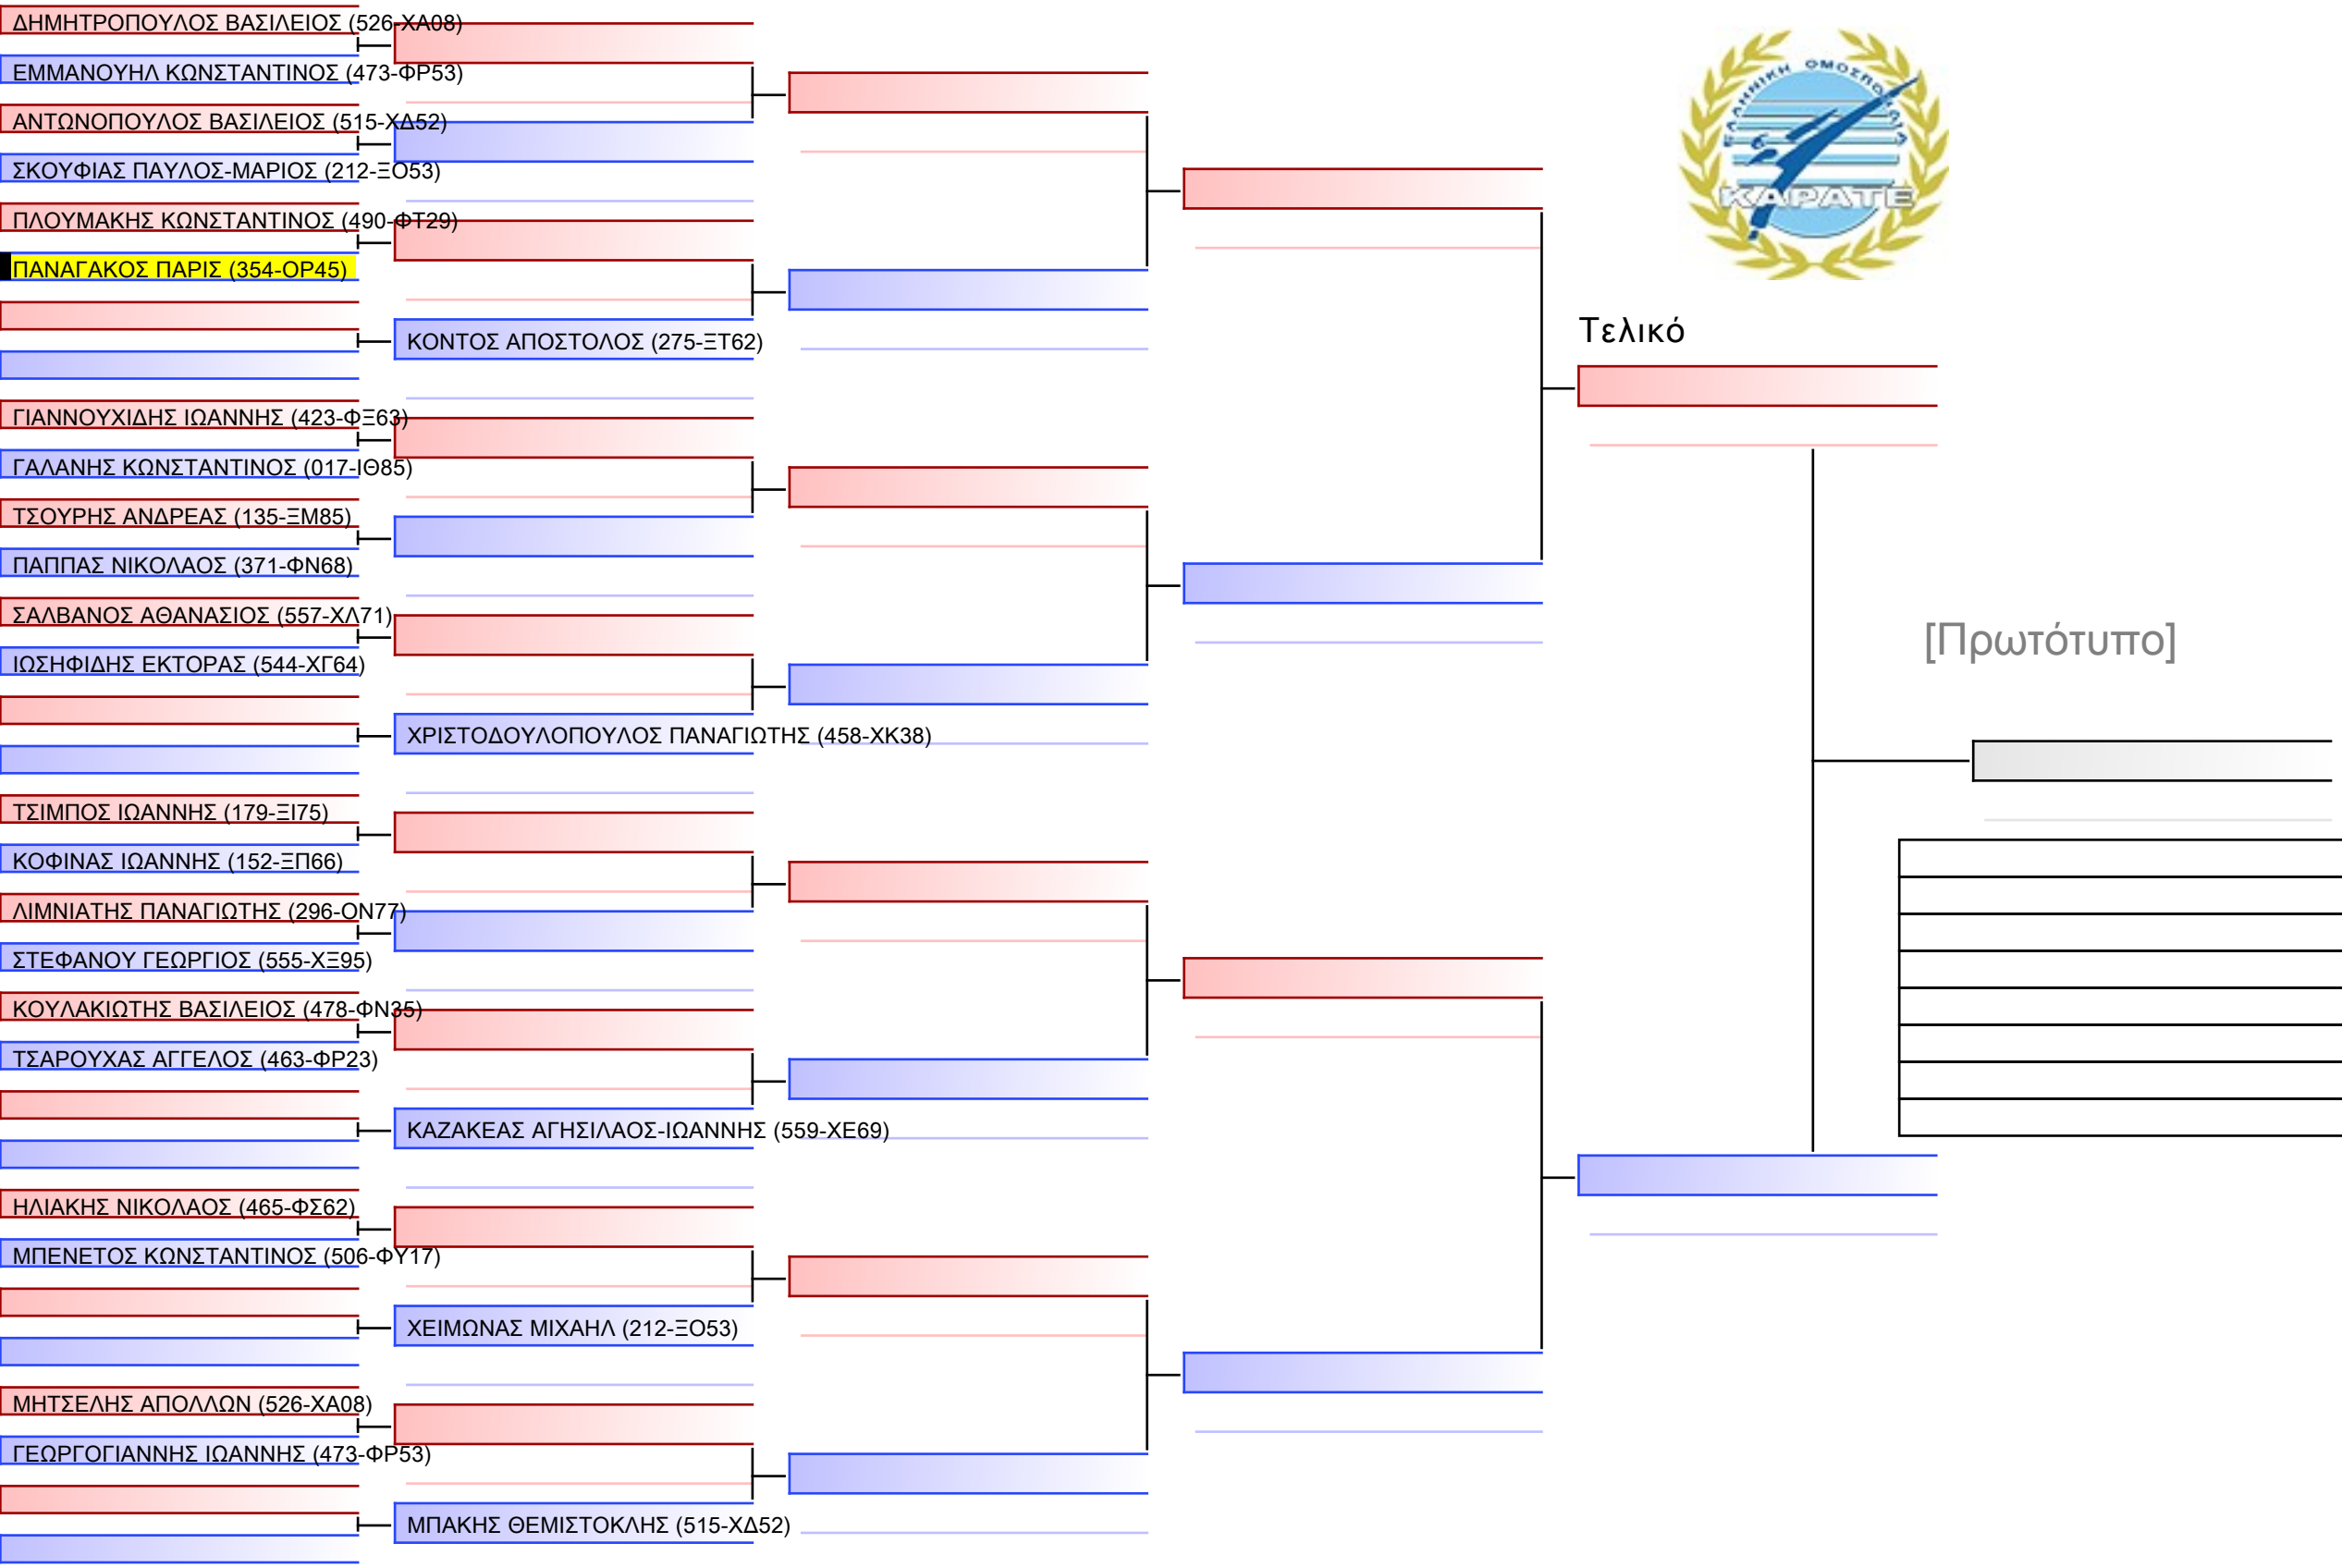 ΔΗΜΗΤΡΟΠΟΥΛΟΣ ΒΑΣΙΛΕΙΟΣ (526-ΧΑ08)
ΕΜΜΑΝΟΥΗΛ ΚΩΝΣΤΑΝΤΙΝΟΣ (473-ΦΡ53)
ΑΝΤΩΝΟΠΟΥΛΟΣ ΒΑΣΙΛΕΙΟΣ (515-ΧΔ52)
ΣΚΟΥΦΙΑΣ ΠΑΥΛΟΣ-ΜΑΡΙΟΣ (212-ΞΟ53)
ΠΛΟΥΜΑΚΗΣ ΚΩΝΣΤΑΝΤΙΝΟΣ (490-ΦΤ29)
ΠΑΝΑΓΑΚΟΣ ΠΑΡΙΣ (354-ΟΡ45)
ΚΟΝΤΟΣ ΑΠΟΣΤΟΛΟΣ (275-ΞΤ62)
ΓΙΑΝΝΟΥΧΙΔΗΣ ΙΩΑΝΝΗΣ (423-ΦΞ63)
ΓΑΛΑΝΗΣ ΚΩΝΣΤΑΝΤΙΝΟΣ (017-ΙΘ85)
ΤΣΟΥΡΗΣ ΑΝΔΡΕΑΣ (135-ΞΜ85)
ΠΑΠΠΑΣ ΝΙΚΟΛΑΟΣ (371-ΦΝ68)
ΣΑΛΒΑΝΟΣ ΑΘΑΝΑΣΙΟΣ (557-ΧΛ71)
ΙΩΣΗΦΙΔΗΣ ΕΚΤΟΡΑΣ (544-ΧΓ64)
ΧΡΙΣΤΟΔΟΥΛΟΠΟΥΛΟΣ ΠΑΝΑΓΙΩΤΗΣ (458-ΧΚ38)
ΤΣΙΜΠΟΣ ΙΩΑΝΝΗΣ (179-ΞΙ75)
ΚΟΦΙΝΑΣ ΙΩΑΝΝΗΣ (152-ΞΠ66)
ΛΙΜΝΙΑΤΗΣ ΠΑΝΑΓΙΩΤΗΣ (296-ΟΝ77)
ΣΤΕΦΑΝΟΥ ΓΕΩΡΓΙΟΣ (555-ΧΞ95)
ΚΟΥΛΑΚΙΩΤΗΣ ΒΑΣΙΛΕΙΟΣ (478-ΦΝ35)
ΤΣΑΡΟΥΧΑΣ ΑΓΓΕΛΟΣ (463-ΦΡ23)
ΚΑΖΑΚΕΑΣ ΑΓΗΣΙΛΑΟΣ-ΙΩΑΝΝΗΣ (559-ΧΕ69)
ΗΛΙΑΚΗΣ ΝΙΚΟΛΑΟΣ (465-ΦΣ62)
ΜΠΕΝΕΤΟΣ ΚΩΝΣΤΑΝΤΙΝΟΣ (506-ΦΥ17)
ΧΕΙΜΩΝΑΣ ΜΙΧΑΗΛ (212-ΞΟ53)
ΜΗΤΣΕΛΗΣ ΑΠΟΛΛΩΝ (526-ΧΑ08)
ΓΕΩΡΓΟΓΙΑΝΝΗΣ ΙΩΑΝΝΗΣ (473-ΦΡ53)
ΜΠΑΚΗΣ ΘΕΜΙΣΤΟΚΛΗΣ (515-ΧΔ52)
ΕΛΛΗΝΙΚΗ ΟΜΟΣΠΟΝΔΙΑ
ΚΑΡΑΤΕ
Τελικό
[Πρωτότυπο]